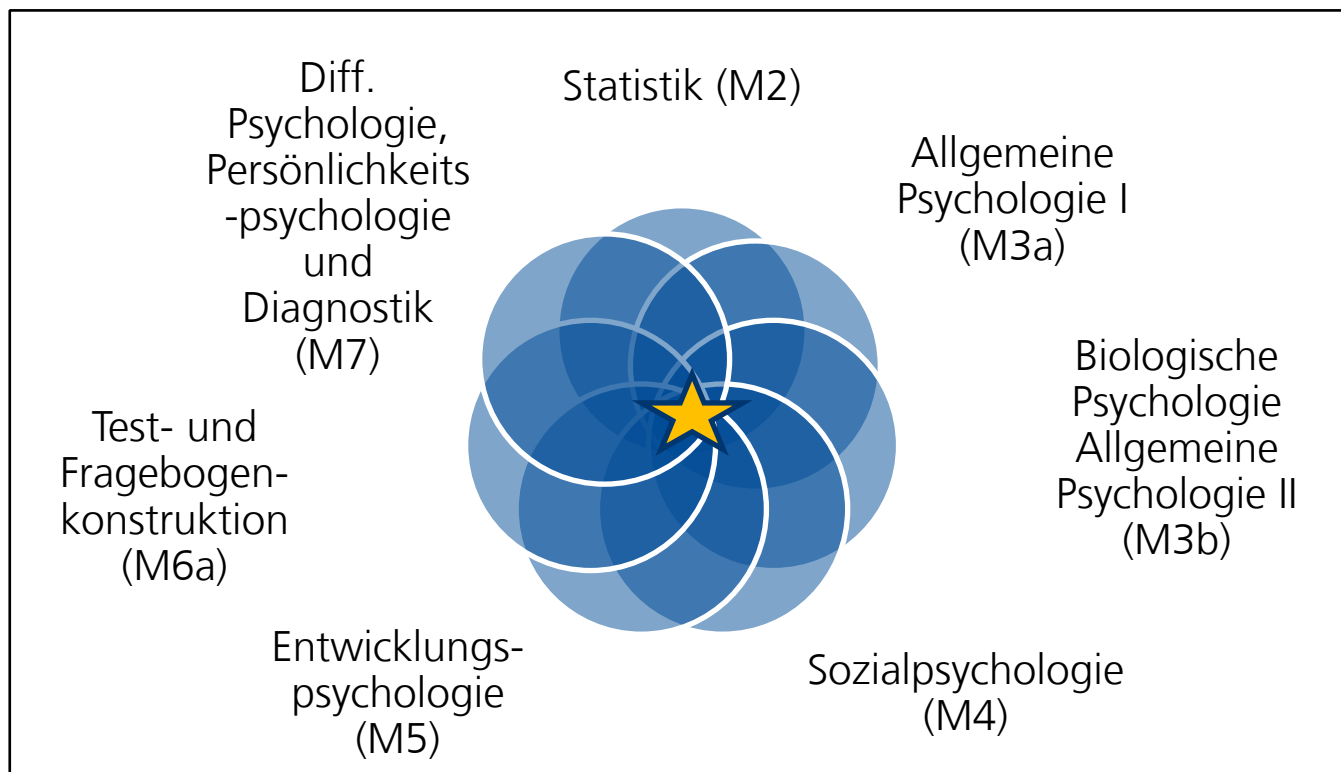 Diff.
Psychologie,
Persönlichkeits
-psychologie
und
Diagnostik
(M7)
Statistik (M2)
Allgemeine
Psychologie I
(M3a)
Biologische
Psychologie
Allgemeine
Psychologie II
(M3b)
Test- und
Fragebogen-
konstruktion
(M6a)
Entwicklungs-
psychologie
(M5)
Sozialpsychologie
(M4)